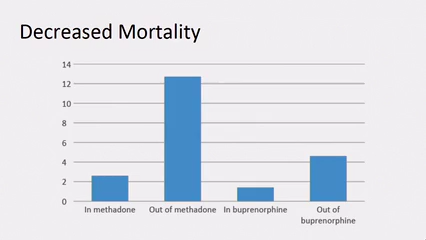 Decreased Mortality
14
12
10
8
6
4
2
0
In methadone
Out of methadone
In buprenorphine
Out of
buprenorphine